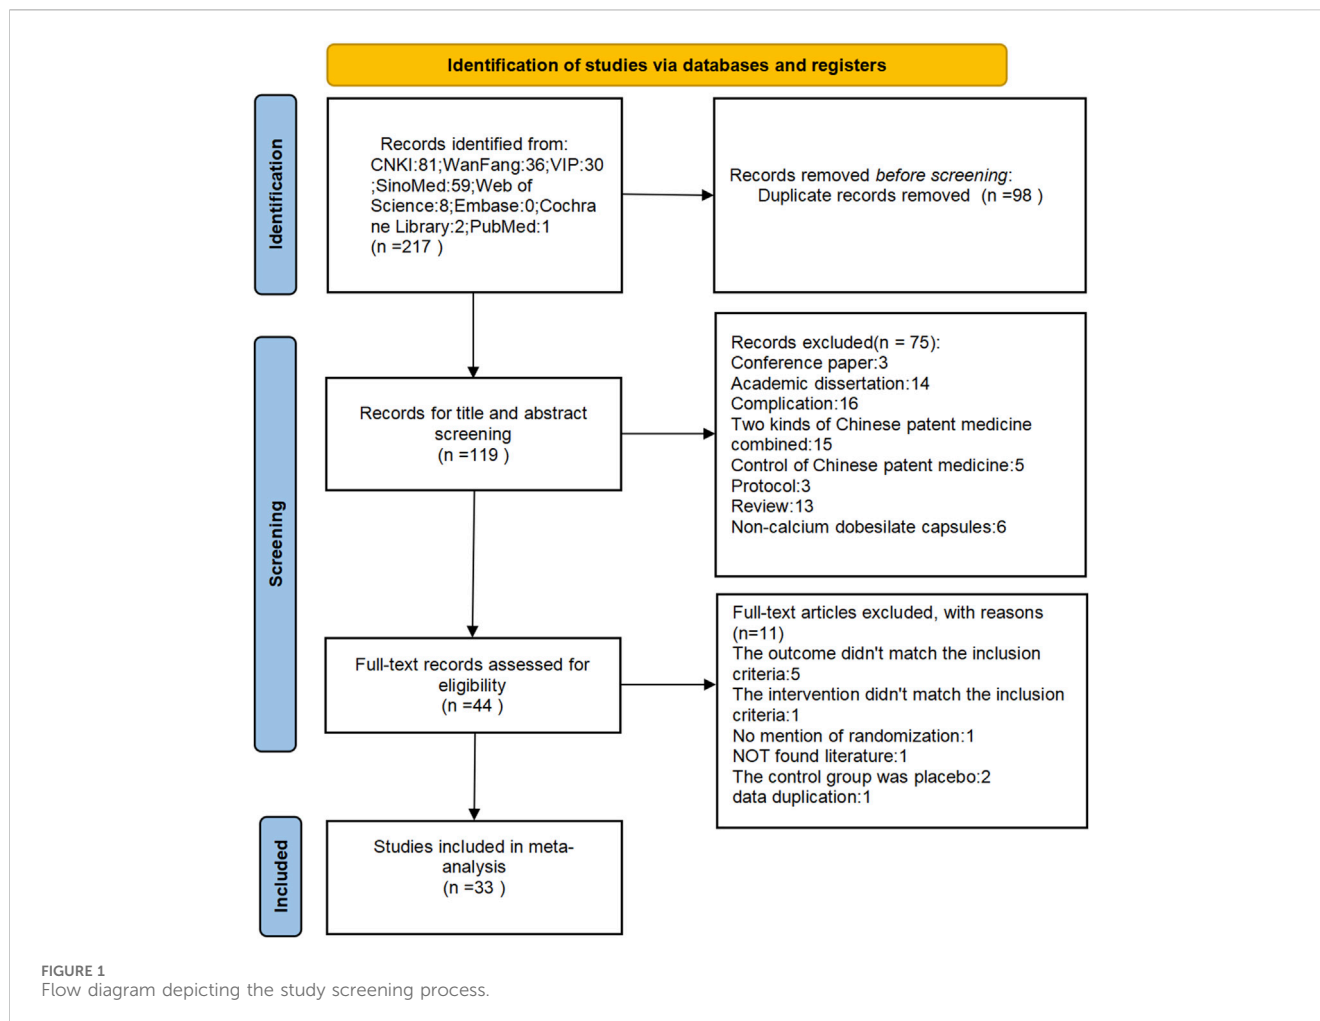 Identification of studies via databases and registers
Identification
Records identified from:
CNKI:81;WanFang:36;VIP:30
;SinoMed:59;Web of
Science:8;Embase:0;Cochra
ne Library:2;PubMed:1
(n =217 )
Records removed before screening:
Duplicate records removed (n =98 )
Screening
Records for title and abstract
screening
(n =119 )
Records excluded(n = 75):
Conference paper:3
Academic dissertation:14
Complication:16
Two kinds of Chinese patent medicine
combined:15
Control of Chinese patent medicine:5
Protocol:3
Review:13
Non-calcium dobesilate capsules:6
Full-text records assessed for
eligibility
(n =44 )
Full-text articles excluded, with reasons
(n=11)
The outcome didn't match the inclusion
criteria:5
The intervention didn't match the inclusion
criteria:1
No mention of randomization:1
NOT found literature:1
The control group was placebo:2
data duplication:1
Included
Studies included in meta-
analysis
(n =33 )
FIGURE 1
Flow diagram depicting the study screening process.